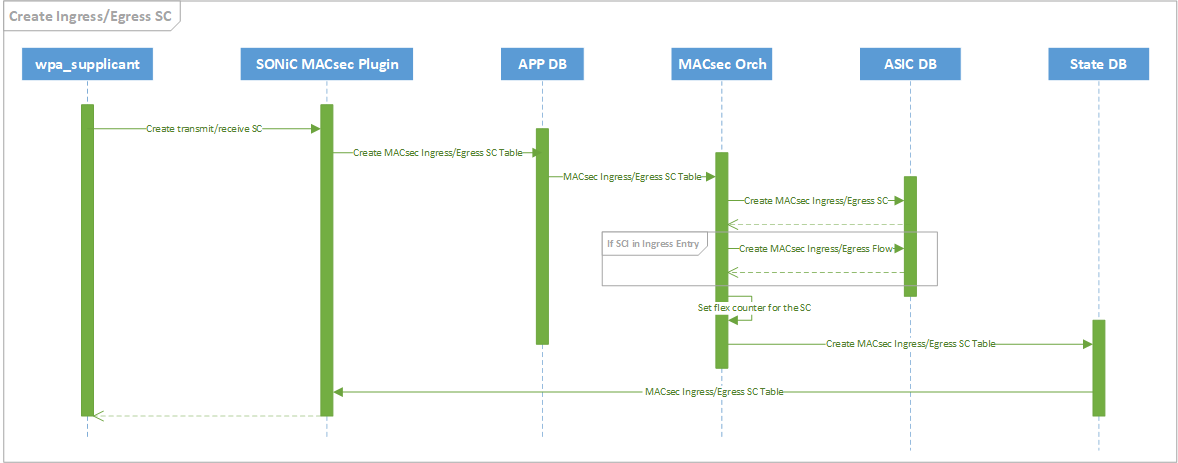 Create Ingress/Egress SC
wpa_supplicant
SONiC MACsec Plugin
APP DB
MACsec Orch
ASIC DB
State DB
Create transmit/receive SC
Create MACsec Ingress/Egress SC Table
MACsec Ingress/Egress SC Table
Create MACsec Ingress/Egress SC
If SCI in Ingress Entry
Create MACsec Ingress/Egress Flow
Set flex counter for the SC
Create MACsec Ingress/Egress SC Table
MACsec Ingress/Egress SC Table